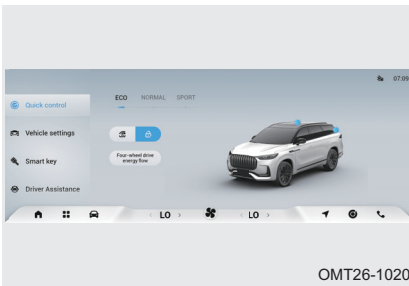 07:09
Quick control
ECO NORMAL SPORT
Vehicle settings
Four-wheel drive
energy flow
Smart key
Driver Assistance
< LO > < LO >
OMT26-1020